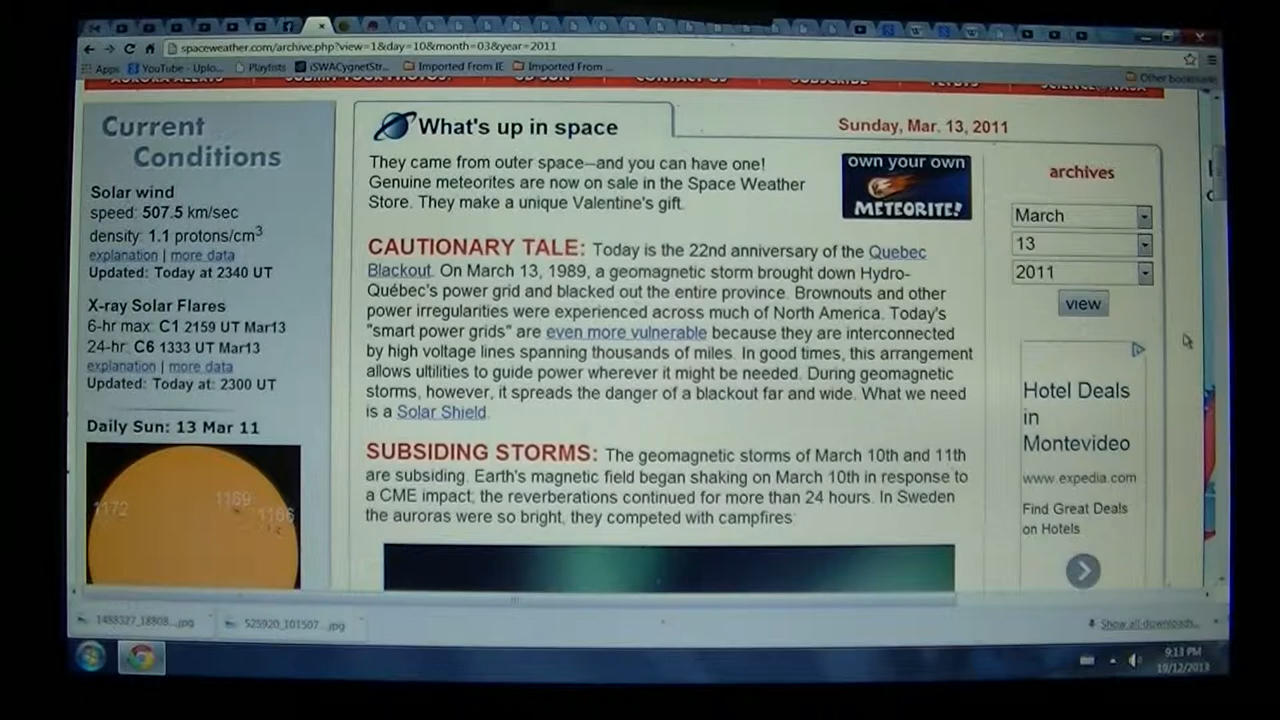 spaceweather.com/archive.php?view=1&day=10&month=03&year=2011
Apps
YouTube - Uplo...
Playlists
iSWACygnetStr...
Imported From IE
Imported From ...
Other bookmarks
What's up in space
Sunday, Mar. 13, 2011
Current
Conditions
Solar wind
speed: 507.5 km/sec
density: 1.1 protons/cm3
explanation | more data
Updated: Today at 2340 UT
X-ray Solar Flares
6-hr max: C1 2159 UT Mar13
24-hr: C6 1333 UT Mar13
explanation | more data
Updated: Today at: 2300 UT
Daily Sun: 13 Mar 11
1172
1169
1166
They came from outer space—and you can have one!
Genuine meteorites are now on sale in the Space Weather
Store. They make a unique Valentine's gift.
own your own
METEORITE!
CAUTIONARY TALE: Today is the 22nd anniversary of the Quebec
Blackout. On March 13, 1989, a geomagnetic storm brought down Hydro-
Québec's power grid and blacked out the entire province. Brownouts and other
power irregularities were experienced across much of North America. Today's
"smart power grids" are even more vulnerable because they are interconnected
by high voltage lines spanning thousands of miles. In good times, this arrangement
allows ultilities to guide power wherever it might be needed. During geomagnetic
storms, however, it spreads the danger of a blackout far and wide. What we need
is a Solar Shield.
SUBSIDING STORMS: The geomagnetic storms of March 10th and 11th
are subsiding. Earth's magnetic field began shaking on March 10th in response to
a CME impact; the reverberations continued for more than 24 hours. In Sweden
the auroras were so bright, they competed with campfires
archives
March
13
2011
view
Hotel Deals
in
Montevideo
www.expedia.com
Find Great Deals
on Hotels
1488327_18808...jpg
525920_101507...jpg
Show all downloads...
9:13 PM
19/12/2013